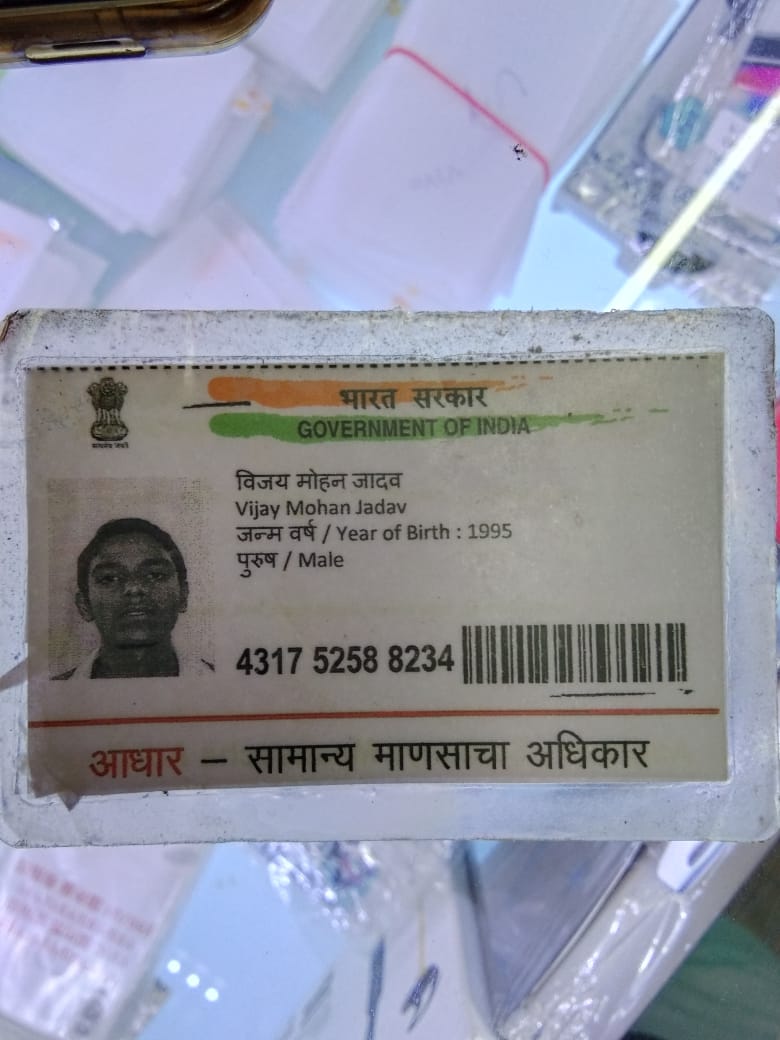 भारत सरकार
GOVERNMENT OF INDIA
सत्यमेव जयते
विजय मोहन जादव
Vijay Mohan Jadav
जन्म वर्ष / Year of Birth : 1995
पुरुष / Male
4317 5258 8234
आधार – सामान्य माणसाचा अधिकार